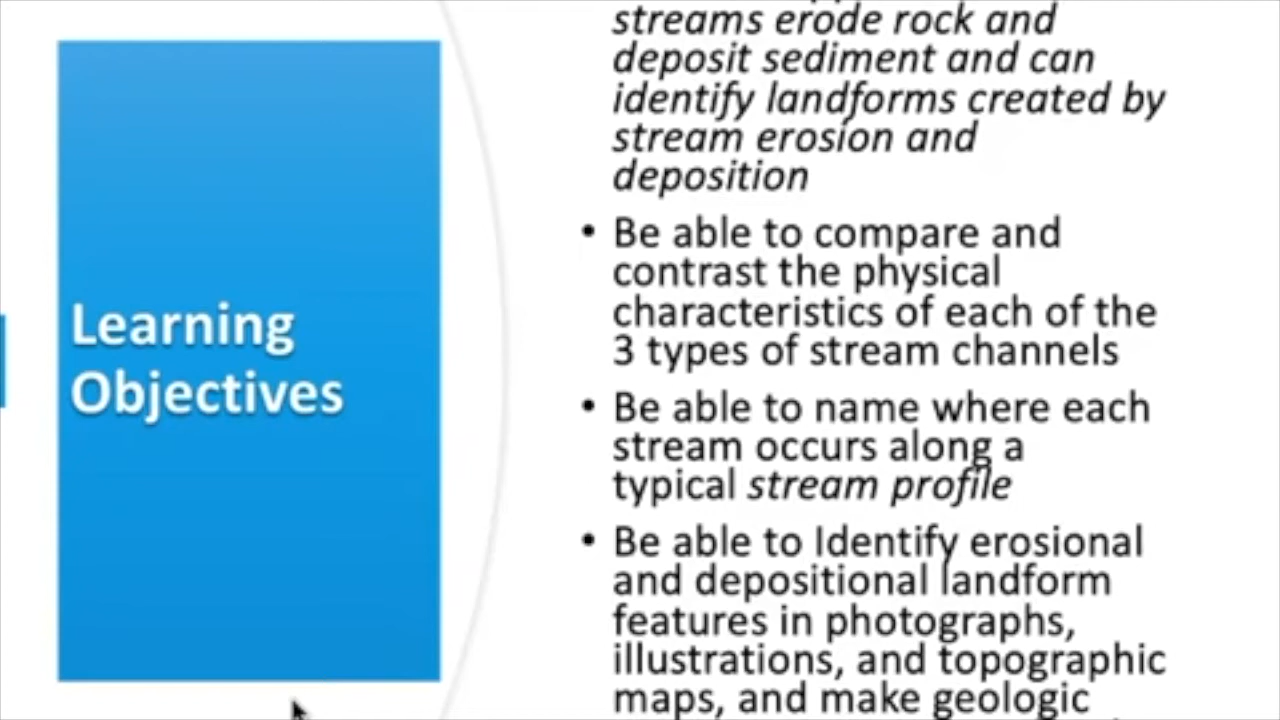 Learning
Objectives
streams erode rock and
deposit sediment and can
identify landforms created by
stream erosion and
deposition
• Be able to compare and
contrast the physical
characteristics of each of the
3 types of stream channels
• Be able to name where each
stream occurs along a
typical stream profile
• Be able to Identify erosional
and depositional landform
features in photographs,
illustrations, and topographic
maps, and make geologic